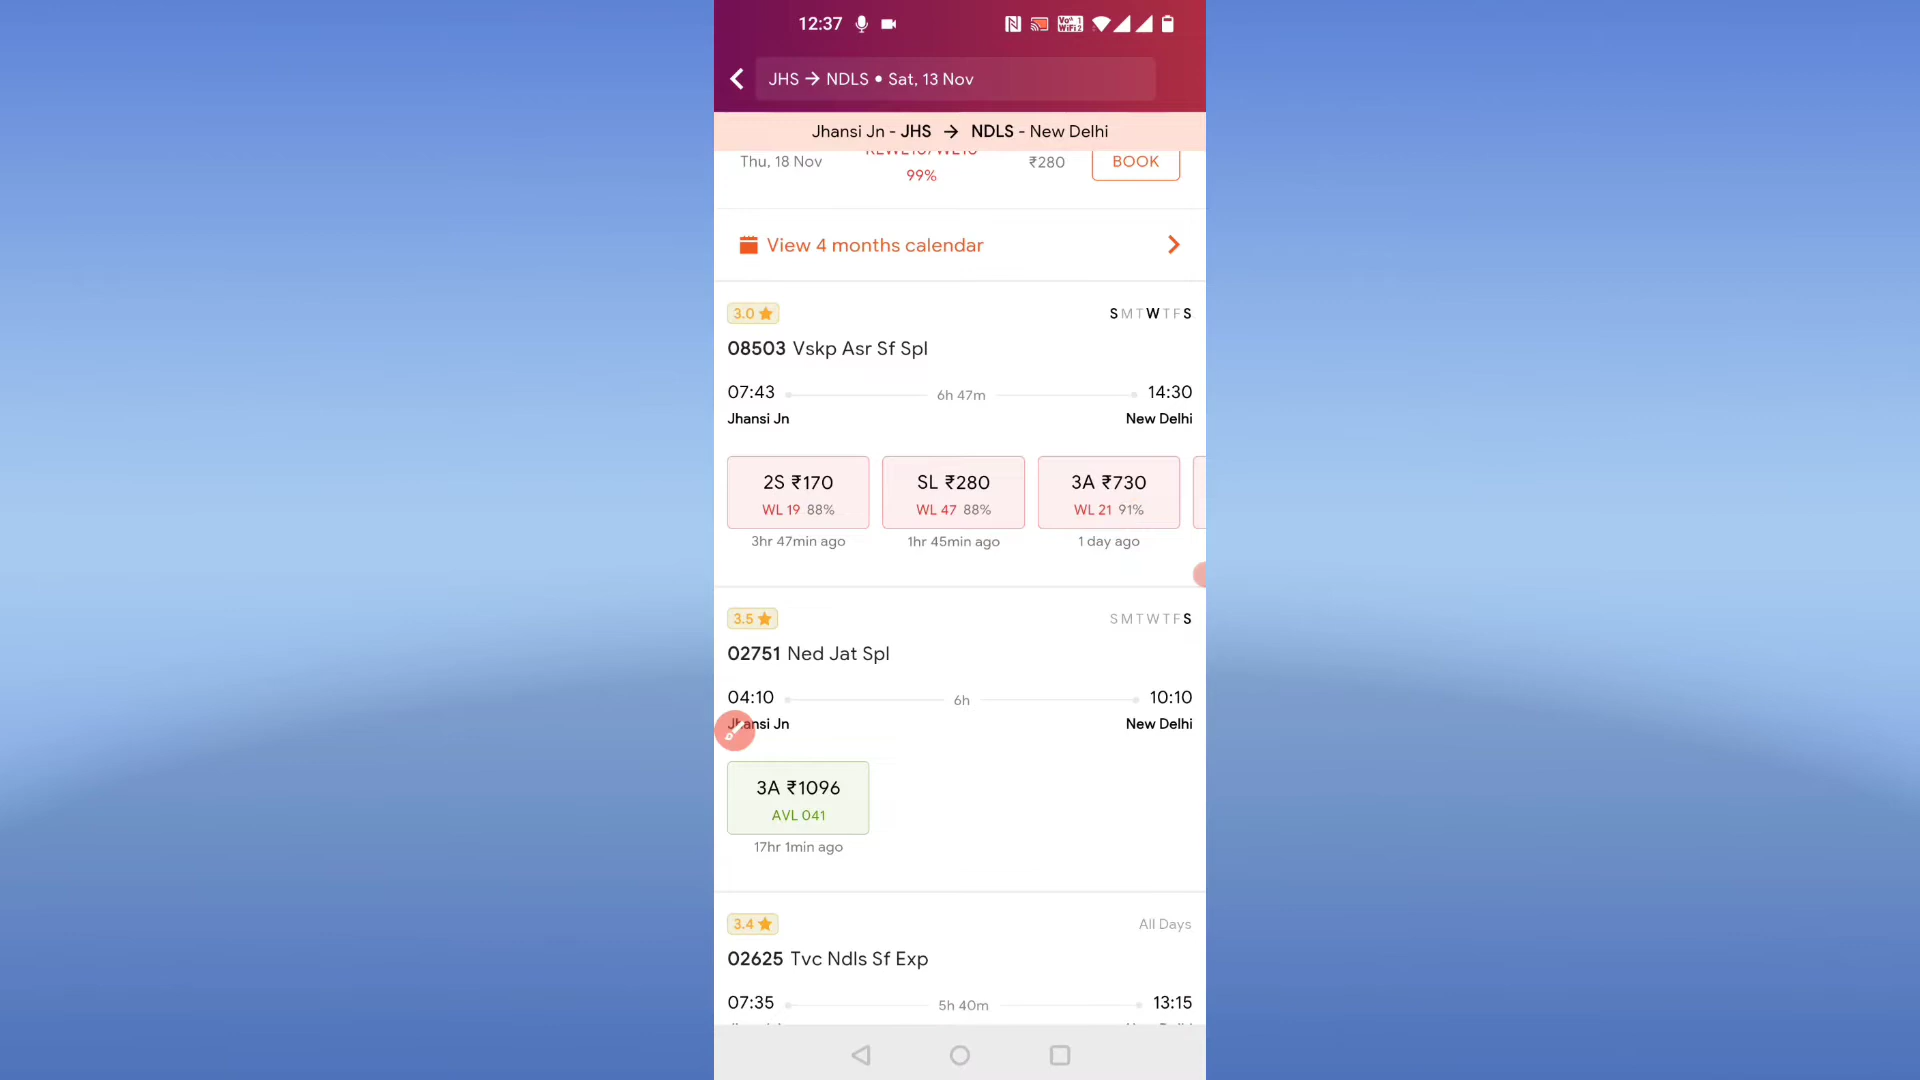 12:37
JHS → NDLS • Sat, 13 Nov
Jhansi Jn - JHS → NDLS - New Delhi
Thu, 18 Nov
99%
₹280
BOOK
View 4 months calendar
3.0
S M T W T F S
08503 Vskp Asr Sf Spl
07:43 6h 47m 14:30
Jhansi Jn New Delhi
2S ₹170 SL ₹280 3A ₹730
WL 19 88% WL 47 88% WL 21 91%
3hr 47min ago 1hr 45min ago 1 day ago
3.5
S M T W T F S
02751 Ned Jat Spl
04:10 6h 10:10
Jhansi Jn New Delhi
3A ₹1096
AVL 041
17hr 1min ago
3.4 All Days
02625 Tvc Ndls Sf Exp
07:35 5h 40m 13:15